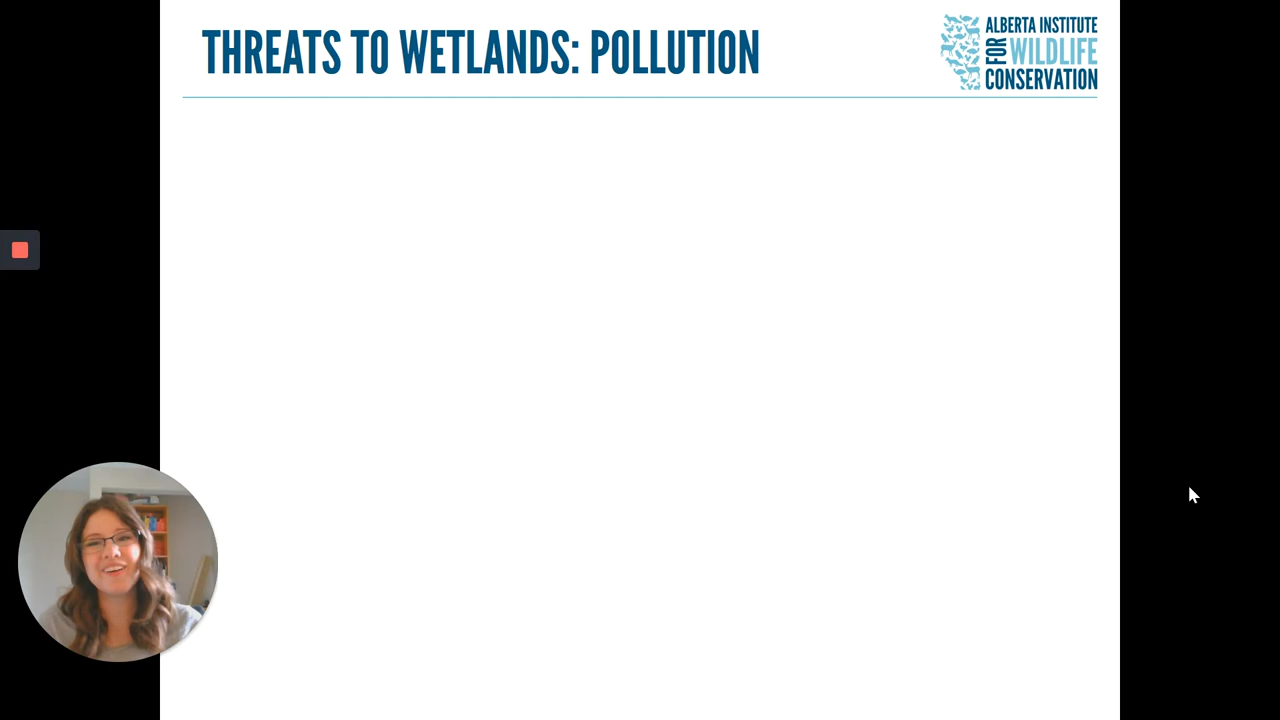 THREATS TO WETLANDS: POLLUTION
ALBERTA INSTITUTE
FOR WILDLIFE
CONSERVATION